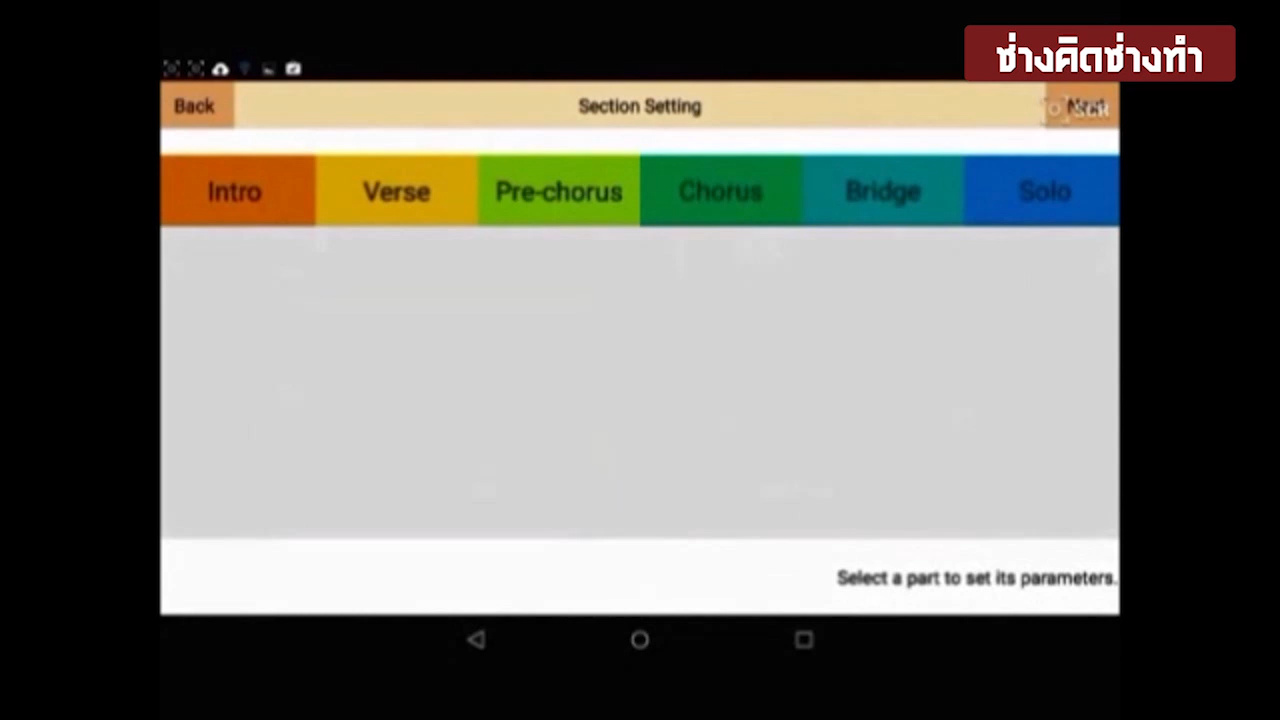 ช่างคิดช่างทำ
Back
Section Setting
Intro
Verse
Pre-chorus
Chorus
Bridge
Solo
Select a part to set its parameters.